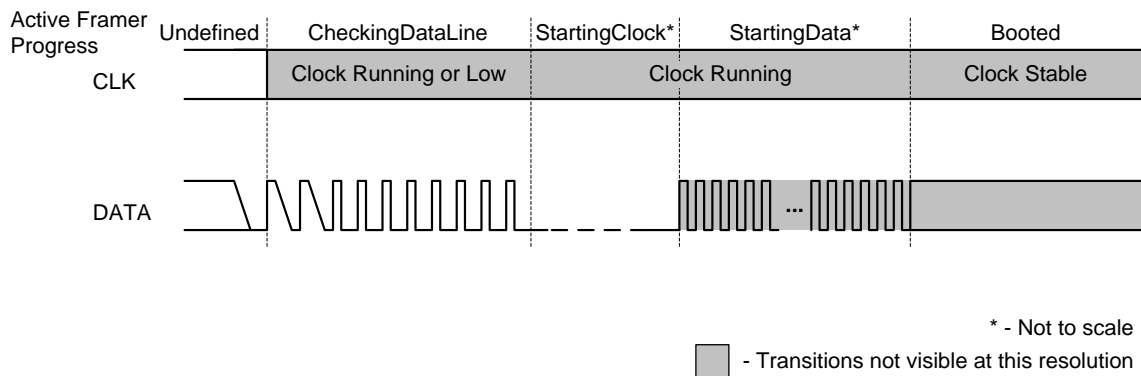 Active Framer
Progress
Undefined CheckingDataLine StartingClock* StartingData* Booted
CLK Clock Running or Low Clock Running Clock Stable
DATA ...
* - Not to scale
- Transitions not visible at this resolution